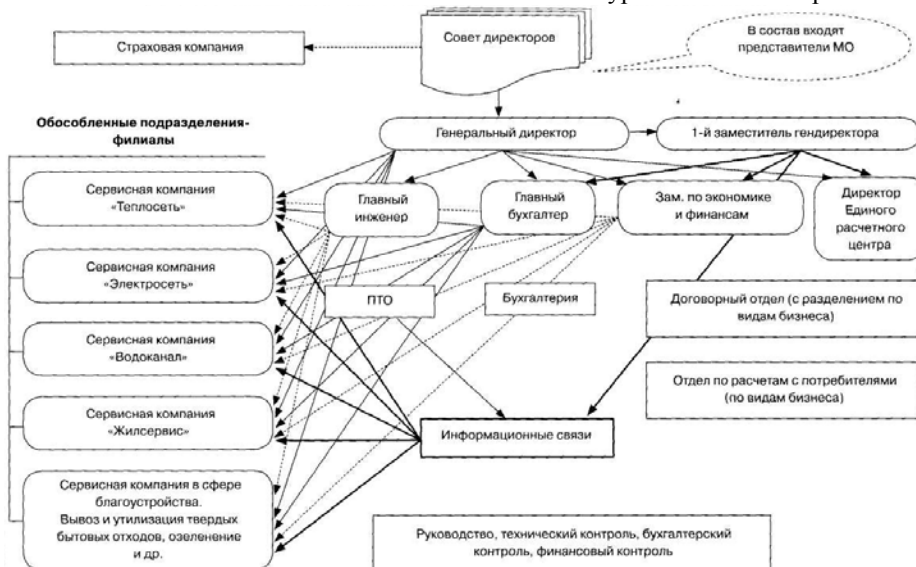 Страховая компания
Совет директоров
В состав входят
представители МО
Обособленные подразделения-
филиалы
Генеральный директор
1-й заместитель гендиректора
Сервисная компания
«Теплосеть»
Главный
инженер
Главный
бухгалтер
Зам. по экономике
и финансам
Директор
Единого
расчетного
центра
Сервисная компания
«Электросеть»
ПТО
Бухгалтерия
Договорный отдел (с разделением по
видам бизнеса)
Сервисная компания
«Водоканал»
Отдел по расчетам с потребителями
(по видам бизнеса)
Сервисная компания
«Жилсервис»
Информационные связи
Сервисная компания в сфере
благоустройства.
Вывоз и утилизация твердых
бытовых отходов, озеленение
и др.
Руководство, технический контроль, бухгалтерский
контроль, финансовый контроль